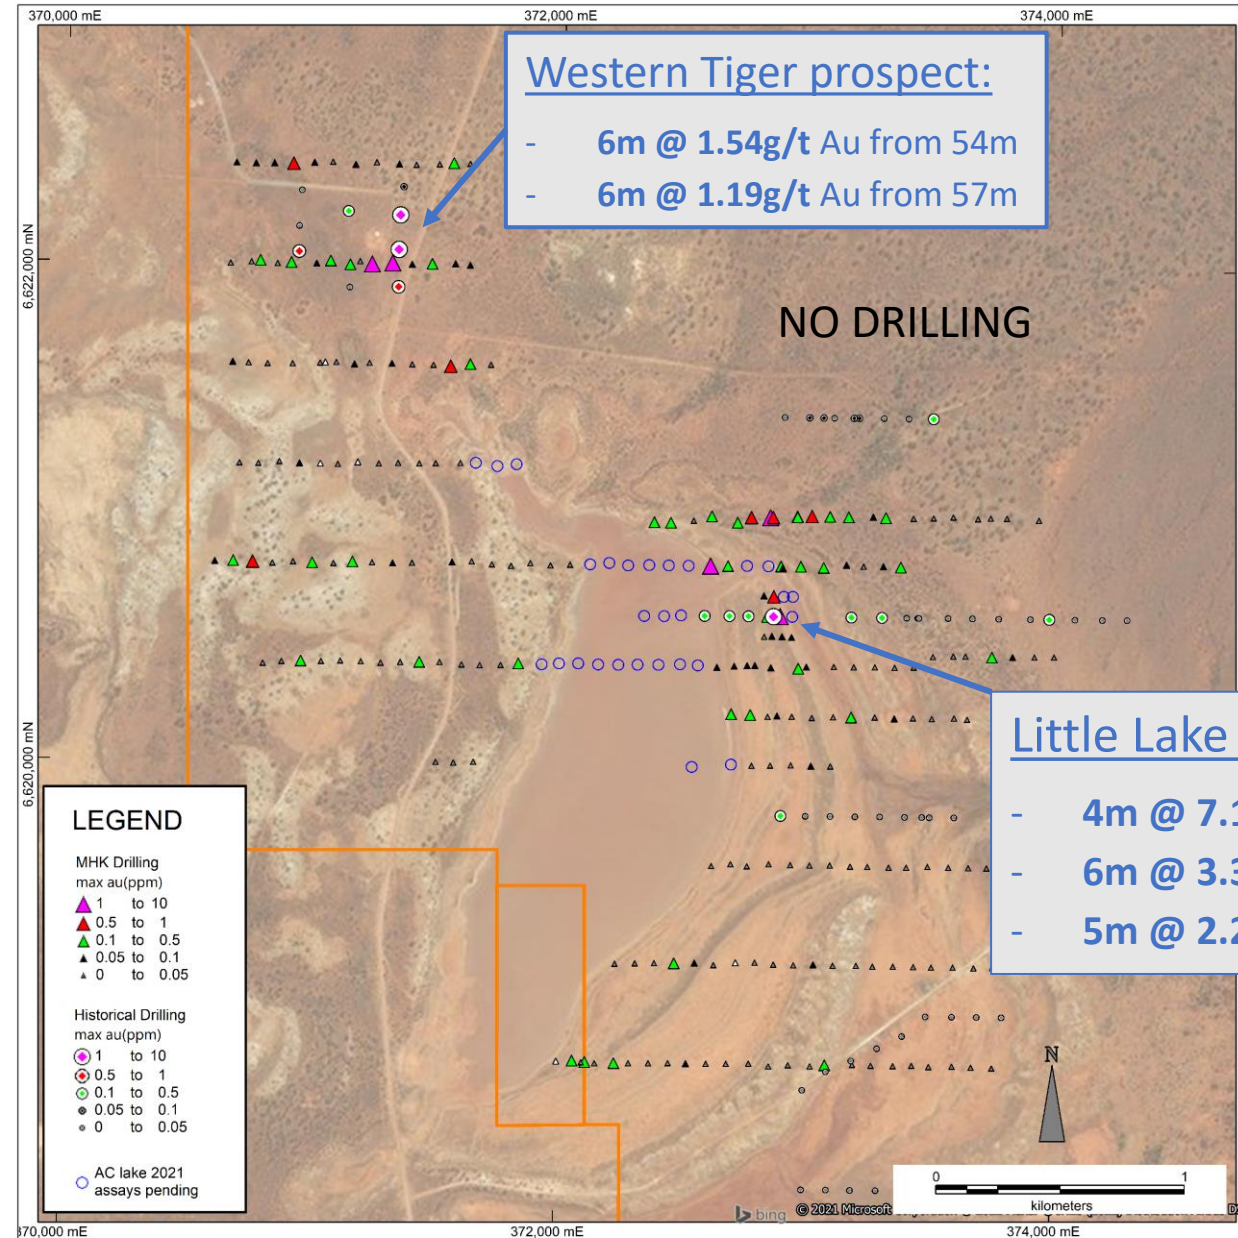 370,000 mE 372,000 mE 374,000 mE
Western Tiger prospect:
- 6m @ 1.54g/t Au from 54m
- 6m @ 1.19g/t Au from 57m
6,622,000 mN
NO DRILLING
6,620,000 mN
Little Lake
- 4m @ 7.1
- 6m @ 3.3
- 5m @ 2.2
LEGEND
MHK Drilling
max au(ppm)
1 to 10
0.5 to 1
0.1 to 0.5
0.05 to 0.1
0 to 0.05
Historical Drilling
max au(ppm)
1 to 10
0.5 to 1
0.1 to 0.5
0.05 to 0.1
0 to 0.05
AC lake 2021
assays pending
N
0 1
kilometers
bing © 2021 Microsoft
370,000 mE 372,000 mE 374,000 mE